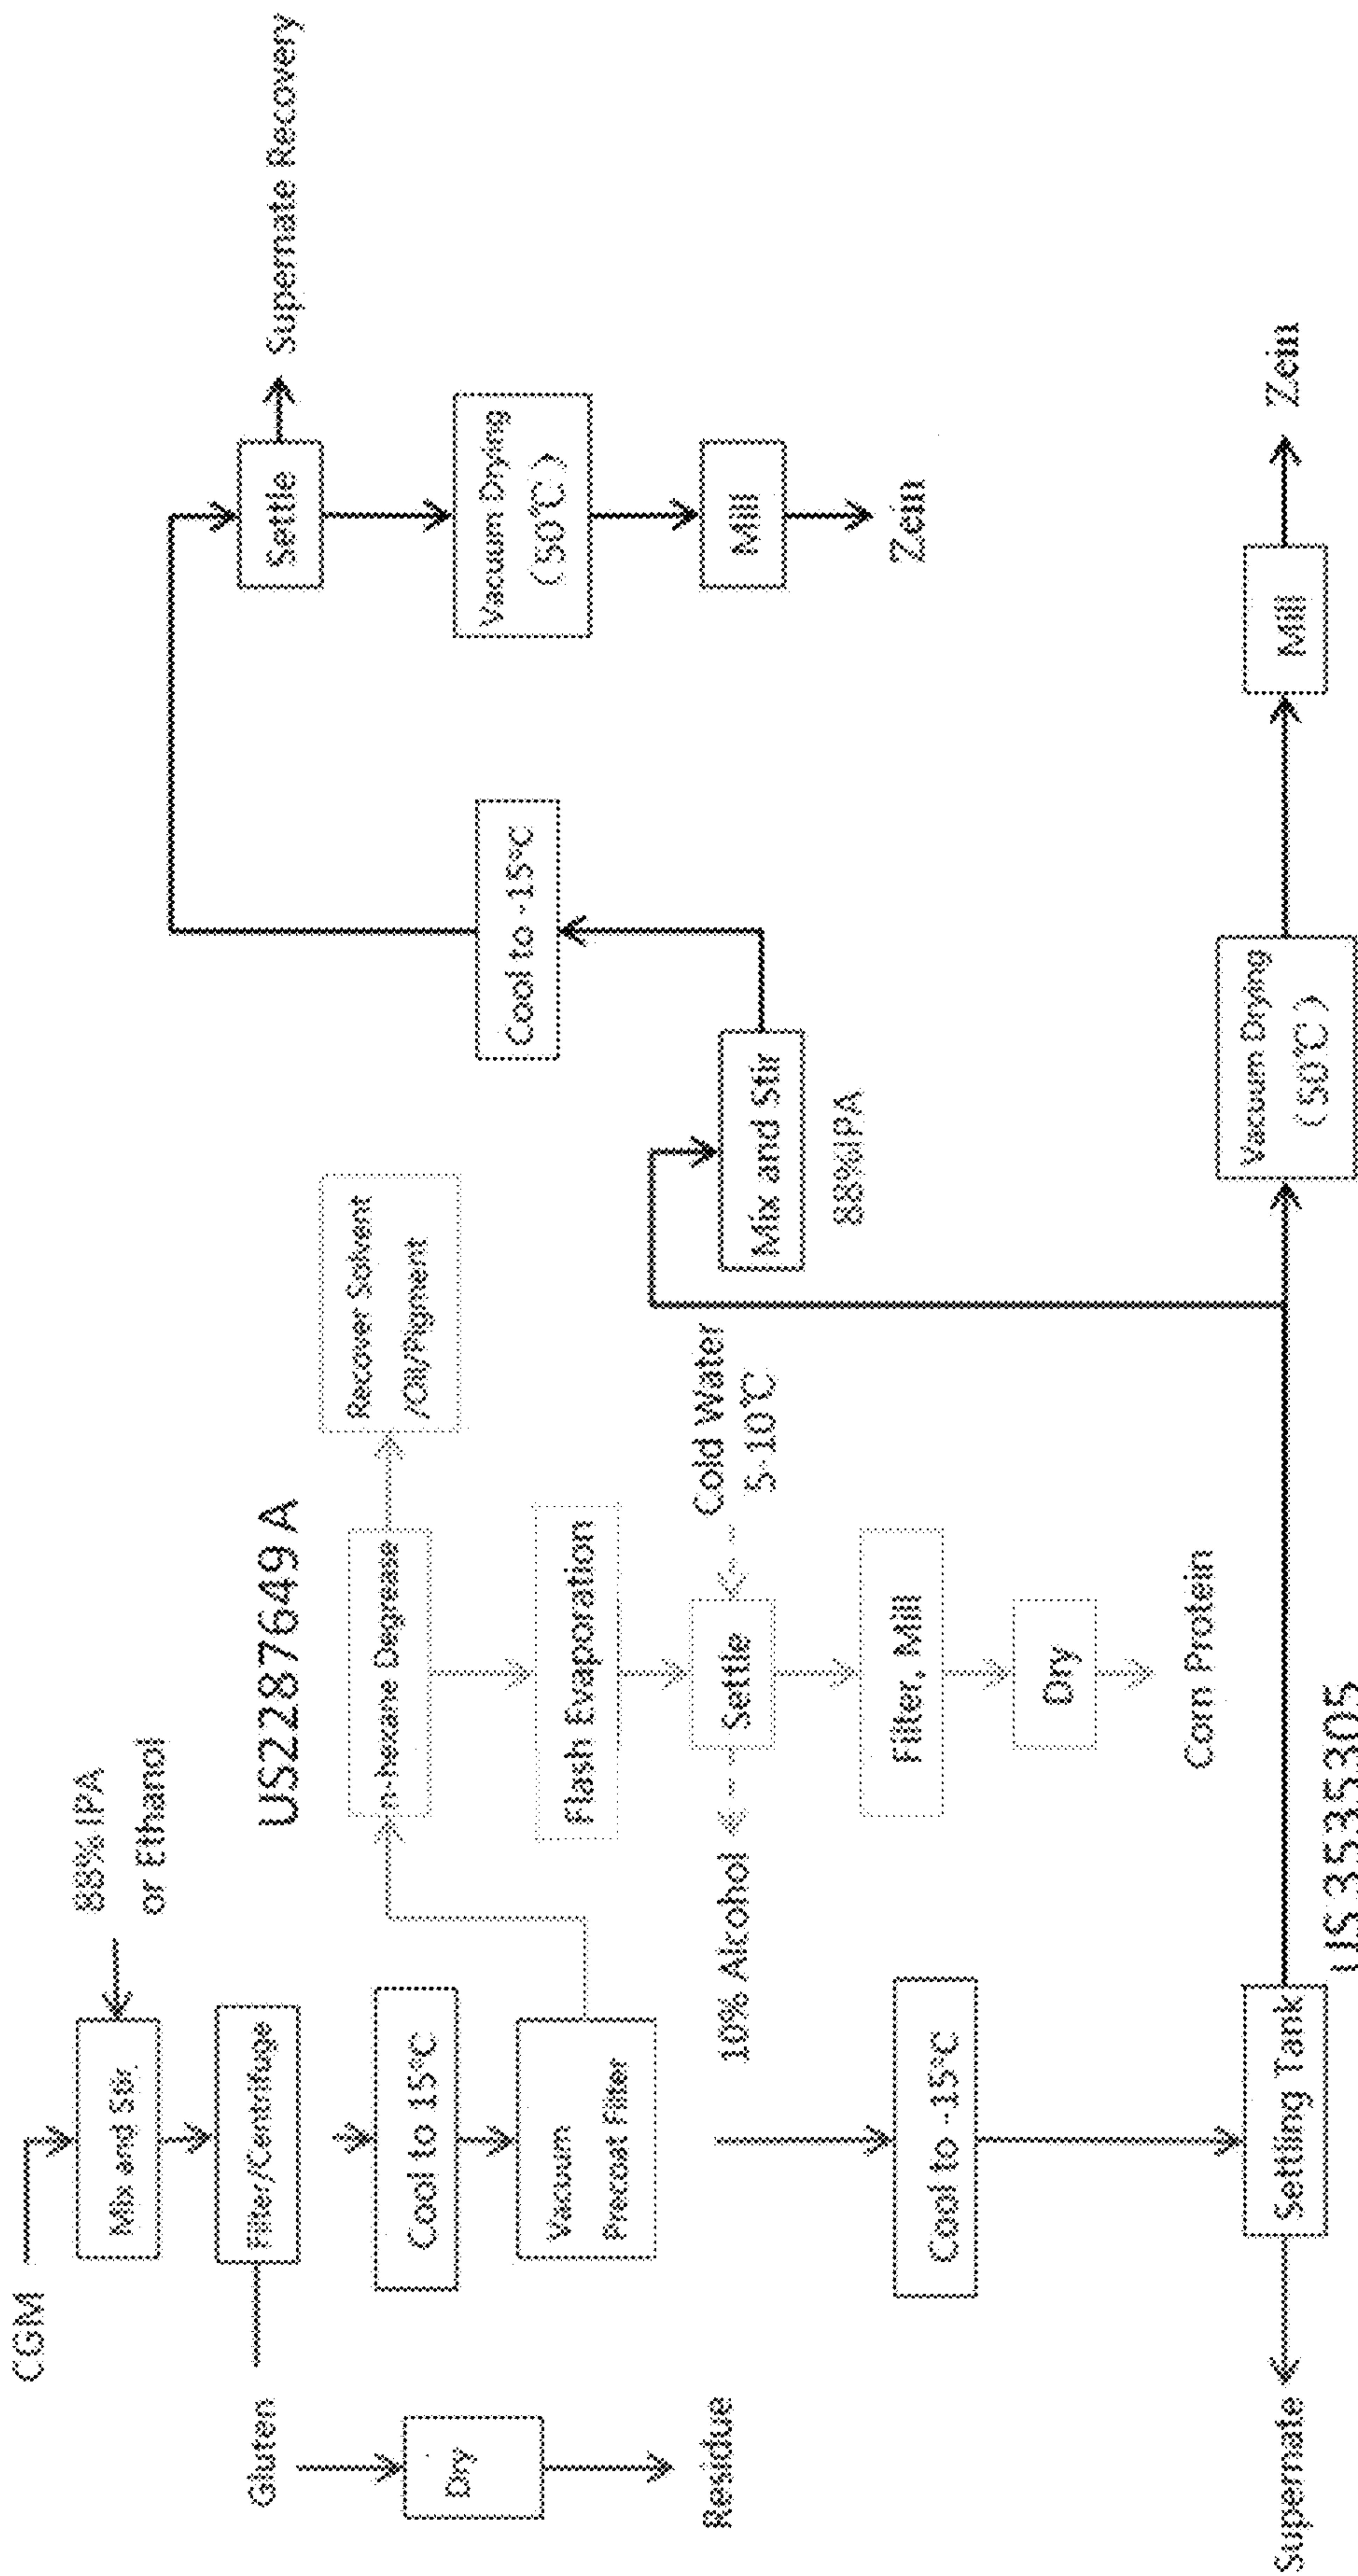 CGM
88% IPA
or Ethanol
Mix and Stir
Filter/Centrifuge
Gluten
Dry
Residue
Cool to 15°C
Vacuum
Precoat Filter
US2287649 A
n-hexane Degrease
Recover Solvent
/Oil/Pigment
Flash Evaporation
10% Alcohol
Settle
Cold Water
5-10℃
Filter, Mill
Dry
Corn Protein
Cool to -15°C
Supernate
Settling Tank
US 3535305
Mix and Stir
88%IPA
Cool to -15°C
Settle
Supernate Recovery
Vacuum Drying
(50℃)
Mill
Zein
Vacuum Drying
(50℃)
Mill
Zein